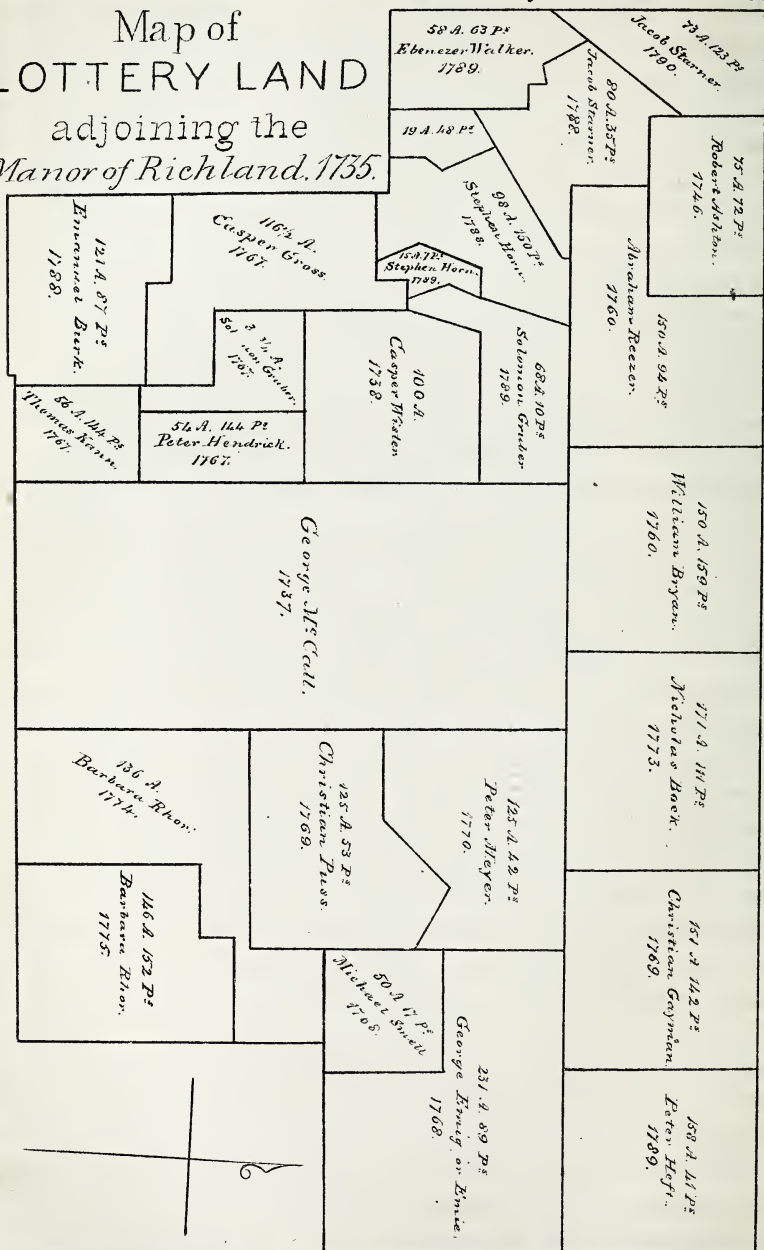 Map of
LOTTERY LAND
adjoining the
Manor of Richland. 1735.
58 A. 63 Ps
Ebenezer Walker.
1789.
73 A. 123 Ps
Jacob Starner.
1790.
80 A. 35 Ps
Jacob Starner.
1788.
19 A. 48 Ps
75 A. 72 Ps
Robert Ashton.
1746.
98 A. 150 Ps
Stephen Horn.
1788.
121 A. 87 Ps
Emanuel Burk.
1788.
116½ A.
Casper Gross.
1767.
15 A. 7 Ps
Stephen Horn.
1789.
150 A. 94 Ps
Abraham Reezer.
1760.
A.
Gruber.
1767.
100 A.
Casper Wister
1738.
68 A. 10 Ps
Solomon Gruber
1789.
56 A. 144 Ps
Thomas Kann.
1767.
54 A. 144 Ps
Peter Hendrick.
1767.
150 A. 159 Ps
William Bryan.
1760.
George McCall.
1737.
171 A. 111 Ps
Nicholas Bock.
1773.
136 A.
Barbara Rhor.
1774.
125 A. 53 Ps
Christian Puss.
1769.
125 A. 42 Ps
Peter Meyer.
1770.
146 A. 152 Ps
Barbara Rhor.
1775.
151 A 142 Ps
Christian Gayman.
1769.
50 A 17 Ps
Michael
231 A. 89 Ps
George Emig or Emie.
1768.
158 A. 41 Ps
Peter Heft.
1789.